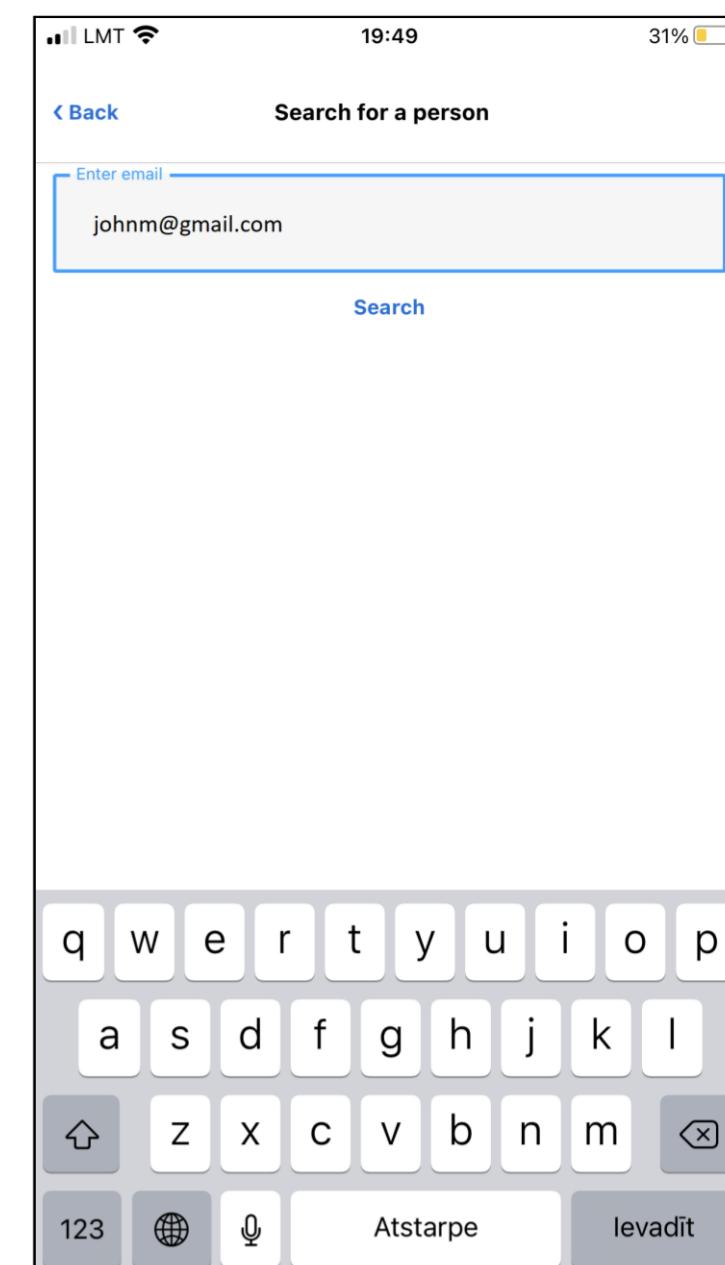 LMT 19:49 31%
Back Search for a person
Enter email
johnm@gmail.com
Search
q w e r t y u i o p
a s d f g h j k l
z x c v b n m
123 Atstarpe Ievadīt